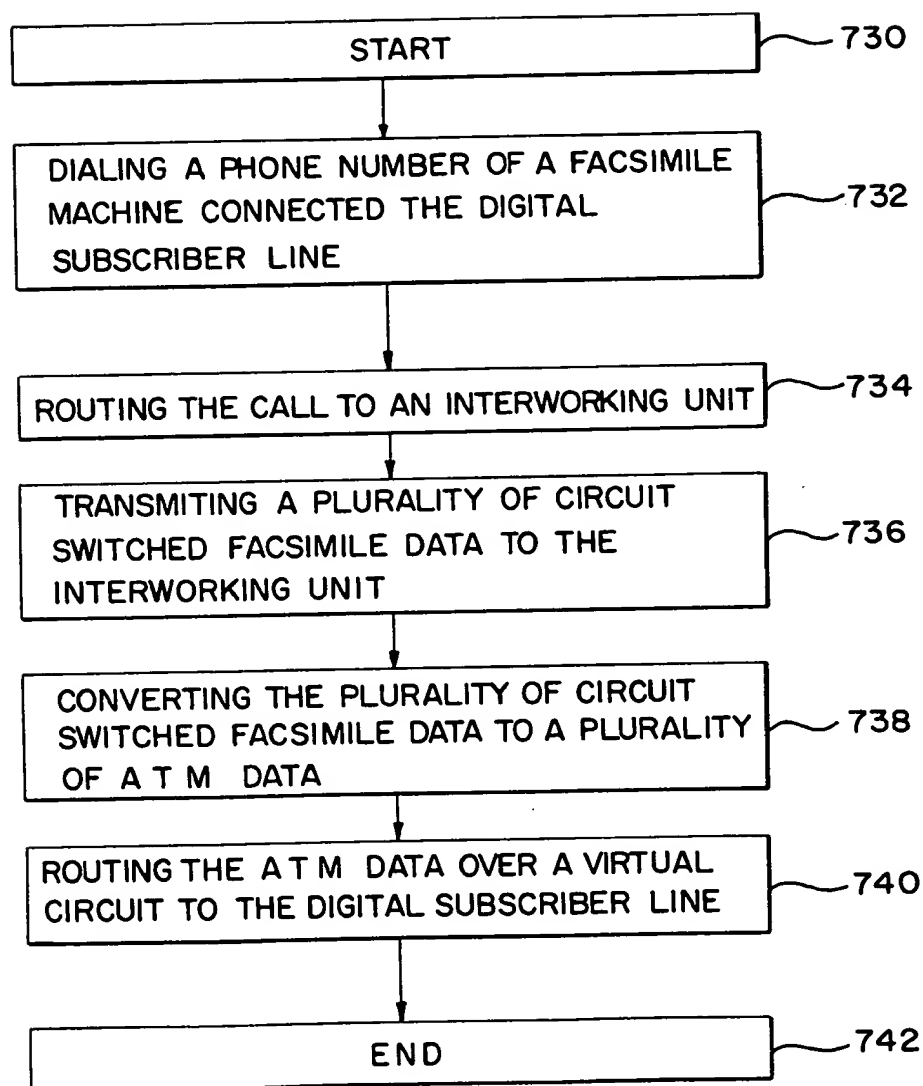 START
730
DIALING A PHONE NUMBER OF A FACSIMILE
MACHINE CONNECTED THE DIGITAL
SUBSCRIBER LINE
732
ROUTING THE CALL TO AN INTERWORKING UNIT
734
TRANSMITING A PLURALITY OF CIRCUIT
SWITCHED FACSIMILE DATA TO THE
INTERWORKING UNIT
736
CONVERTING THE PLURALITY OF CIRCUIT
SWITCHED FACSIMILE DATA TO A PLURALITY
OF A T M DATA
738
ROUTING THE A T M DATA OVER A VIRTUAL
CIRCUIT TO THE DIGITAL SUBSCRIBER LINE
740
END
742